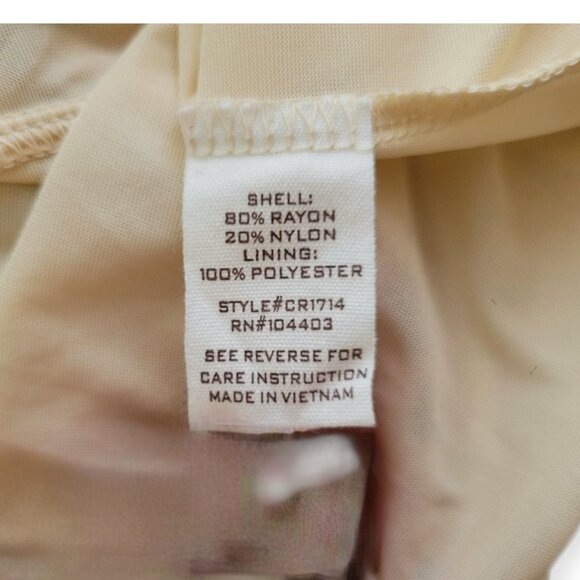 SHELL:
80% RAYON
20% NYLON
LINING:
100% POLYESTER
STYLE#CR1714
RN#104403
SEE REVERSE FOR
CARE INSTRUCTION
MADE IN VIETNAM